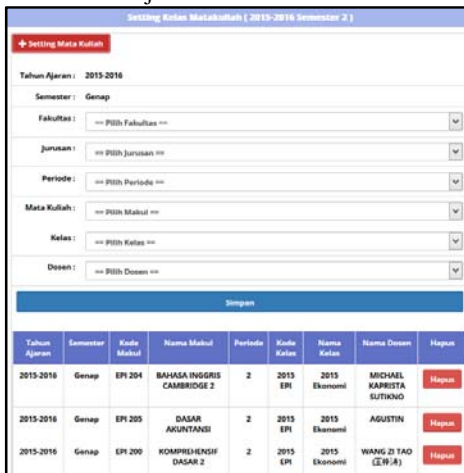 Setting Kelas Matakuliah ( 2015-2016 Semester 2 )
Setting Mata Kuliah
Tahun Ajaran : 2015-2016
Semester : Genap
Fakultas : == Pilih Fakultas ==
Jurusan : == Pilih Jurusan ==
Periode : == Pilih Periode ==
Mata Kuliah : == Pilih Makul ==
Kelas : == Pilih Kelas ==
Dosen : == Pilih Dosen ==
Simpan
Tahun Ajaran Semester Kode Makul Nama Makul Periode Kode Kelas Nama Kelas Nama Dosen Hapus
2015-2016 Genap EPI 204 BAHASA INGGRIS CAMBRIDGE 2 2 2015 EPI 2015 Ekonomi MICHAEL KAPRISTA SUTIKNO Hapus
2015-2016 Genap EPI 205 DASAR AKUNTANSI 2 2015 EPI 2015 Ekonomi AGUSTIN Hapus
2015-2016 Genap EPI 200 KOMPREHENSIF DASAR 2 2 2015 EPI 2015 Ekonomi WANG ZI TAO Hapus